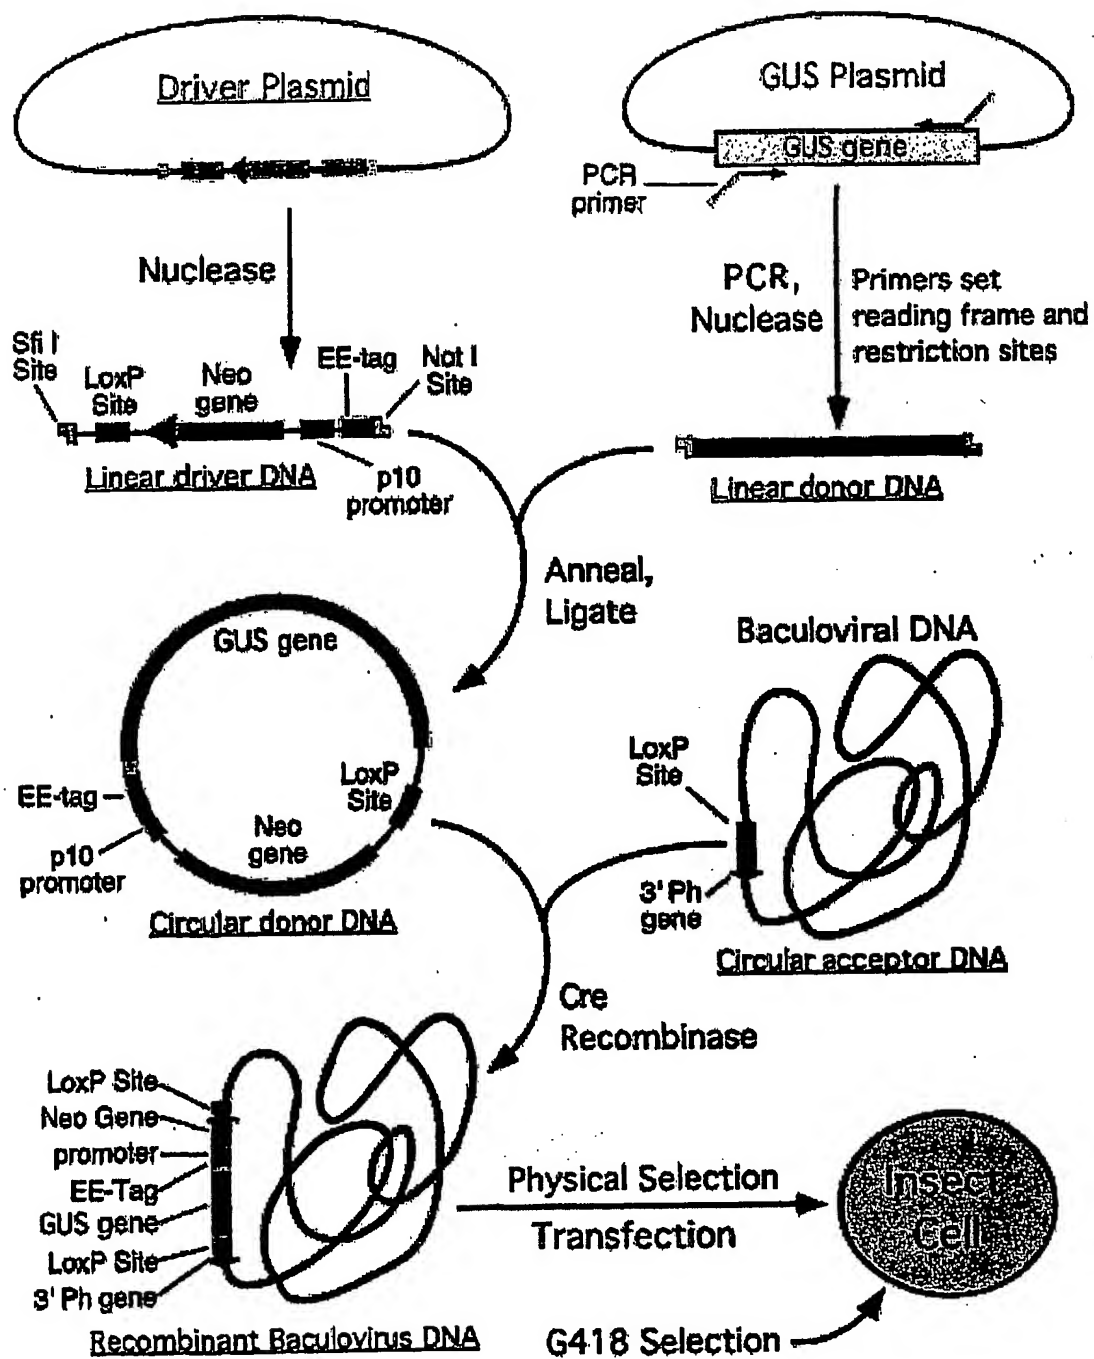 Driver Plasmid
GUS Plasmid
GUS gene
PCR
primer
Nuclease
PCR,
Nuclease
Primers set
reading frame and
restriction sites
Sfi I
Site
LoxP
Site
Neo
gene
EE-tag
Not I
Site
Linear driver DNA
p10
promoter
Linear donor DNA
Anneal,
Ligate
GUS gene
Baculoviral DNA
LoxP
Site
EE-tag
LoxP
Site
p10
promoter
Neo
gene
3' Ph
gene
Circular donor DNA
Circular acceptor DNA
Cre
Recombinase
LoxP Site
Neo Gene
promoter
EE-Tag
GUS gene
LoxP Site
3' Ph gene
Physical Selection
Transfection
Insect
Cell
Recombinant Baculovirus DNA
G418 Selection